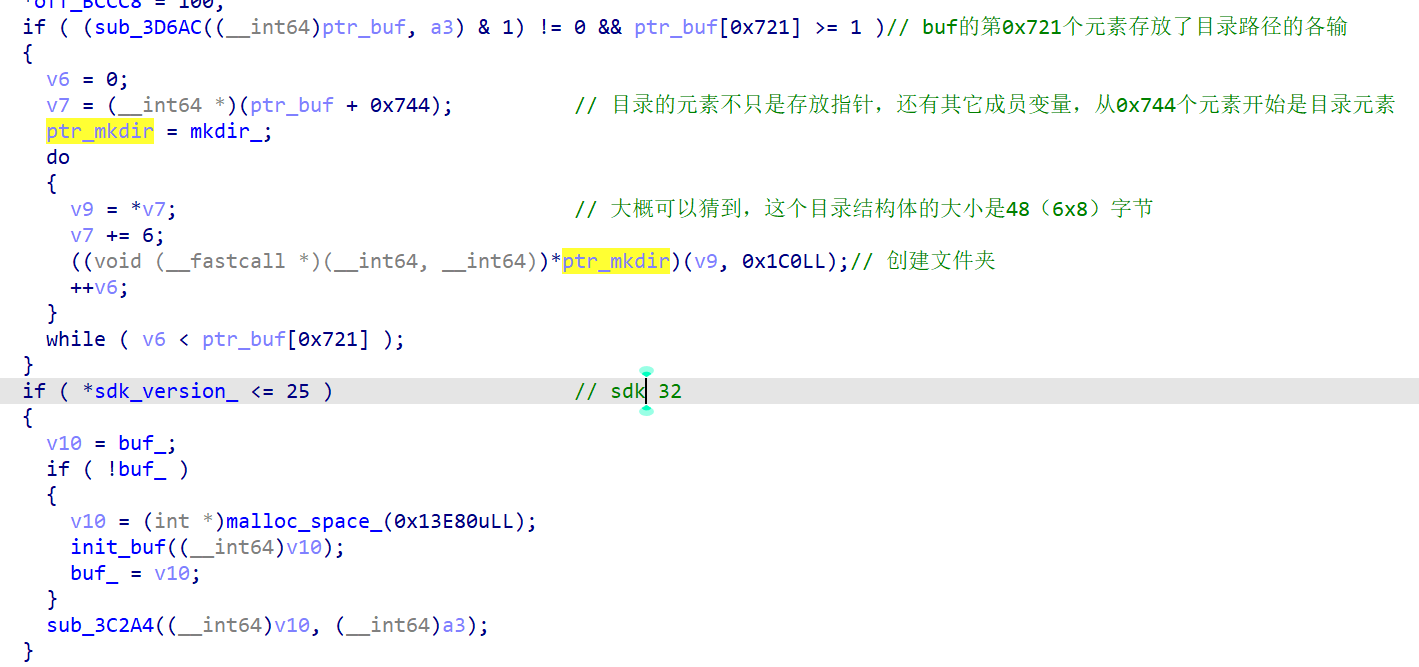 *off_BCCC8 = 100;
if ( (sub_3D6AC((__int64)ptr_buf, a3) & 1) != 0 && ptr_buf[0x721] >= 1 )// buf的第0x721个元素存放了目录路径的各输
{
v6 = 0;
v7 = (__int64 *)(ptr_buf + 0x744); // 目录的元素不只是存放指针，还有其它成员变量，从0x744个元素开始是目录元素
ptr_mkdir = mkdir_;
do
{
v9 = *v7; // 大概可以猜到，这个目录结构体的大小是48（6x8）字节
v7 += 6;
((void (__fastcall *)(__int64, __int64))*ptr_mkdir)(v9, 0x1C0LL);// 创建文件夹
++v6;
}
while ( v6 < ptr_buf[0x721] );
}
if ( *sdk_version_ <= 25 ) // sdk 32
{
v10 = buf_;
if ( !buf_ )
{
v10 = (int *)malloc_space_(0x13E80uLL);
init_buf((__int64)v10);
buf_ = v10;
}
sub_3C2A4((__int64)v10, (__int64)a3);
}